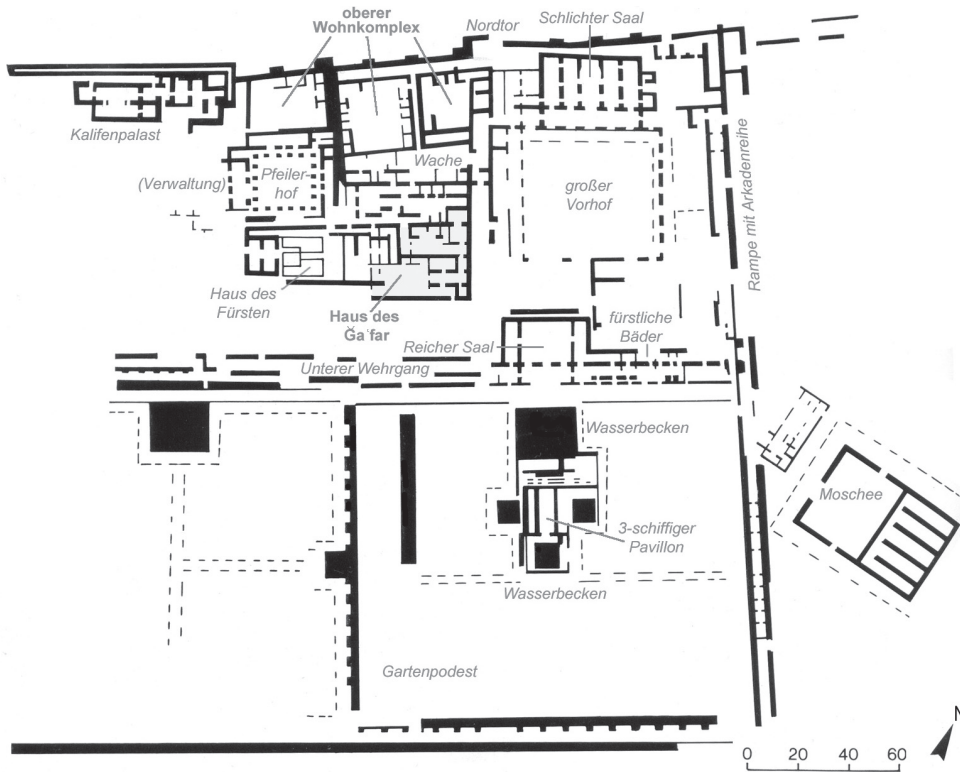 oberer
Wohnkomplex
Nordtor
Schlichter Saal
Kalifenpalast
Wache
(Verwaltung)
Pfeiler-
hof
großer
Vorhof
Rampe mit Arkadenreihe
Haus des
Fürsten
Haus des
Ǧaʿfar
fürstliche
Bäder
Reicher Saal
Unterer Wehrgang
Wasserbecken
Moschee
3-schiffiger
Pavillon
Wasserbecken
Gartenpodest
N
0 20 40 60